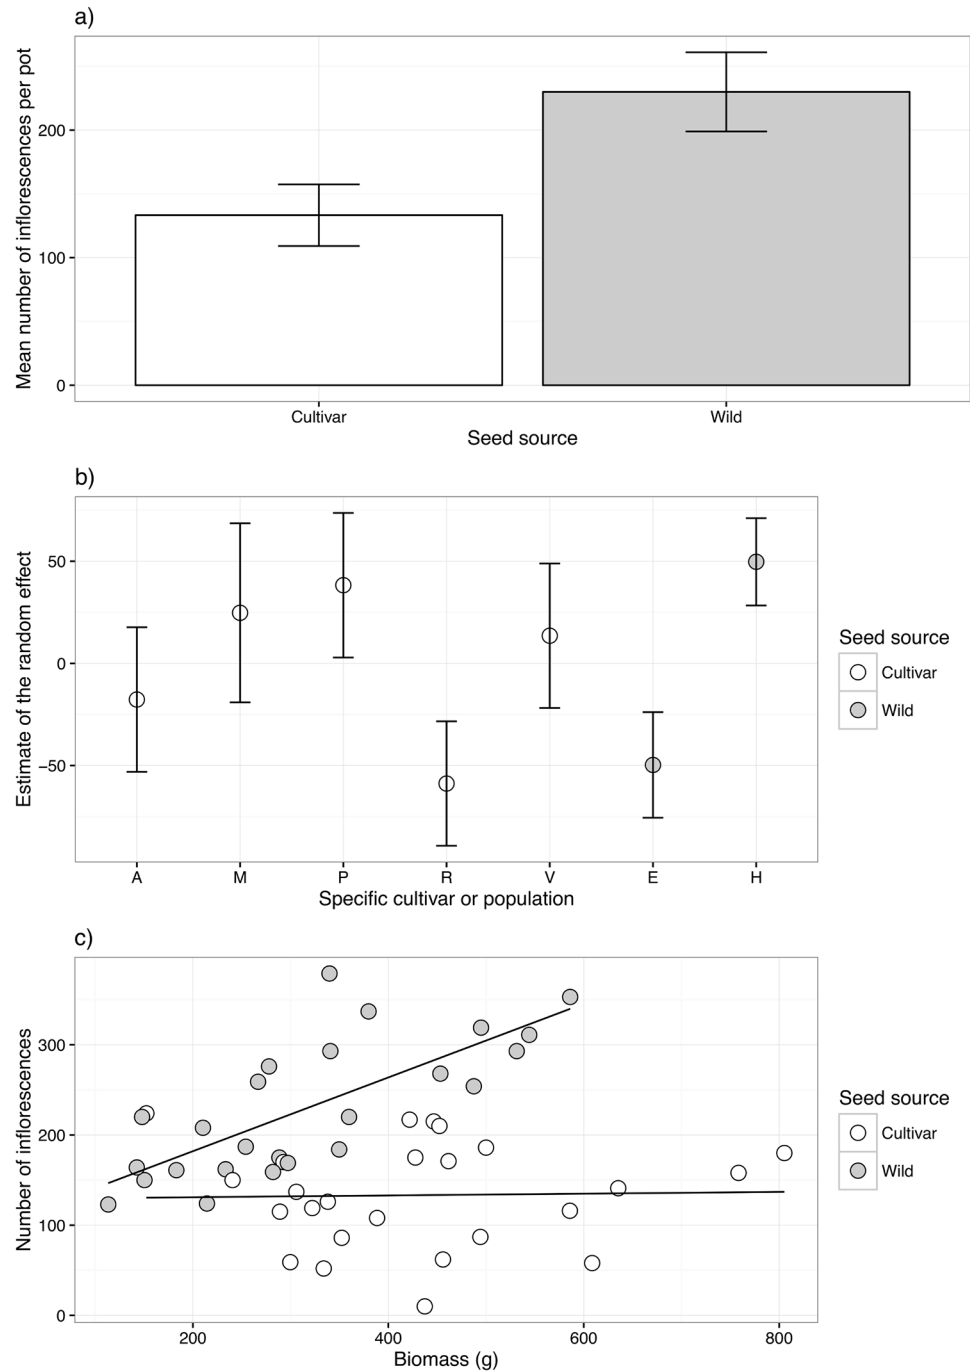 a)
Mean number of inflorescences per pot
200
100
0
Cultivar Wild
Seed source
b)
Estimate of the random effect
50
0
−50
A M P R V E H
Specific cultivar or population
Seed source
Cultivar
Wild
c)
Number of inflorescences
300
200
100
0
200 400 600 800
Biomass (g)
Seed source
Cultivar
Wild